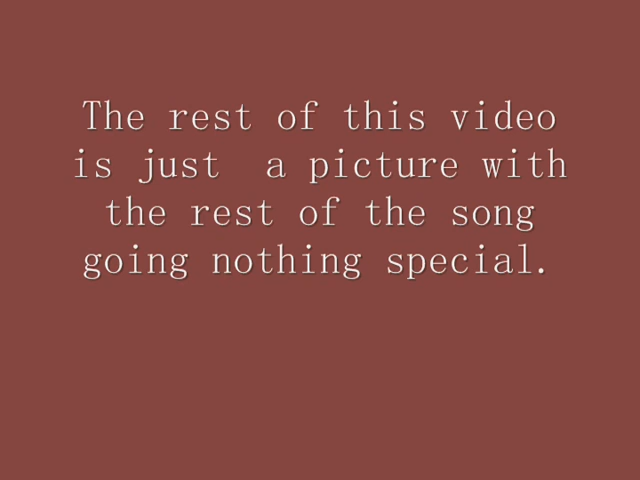 The rest of this video
is just  a picture with
the rest of the song
going nothing special.